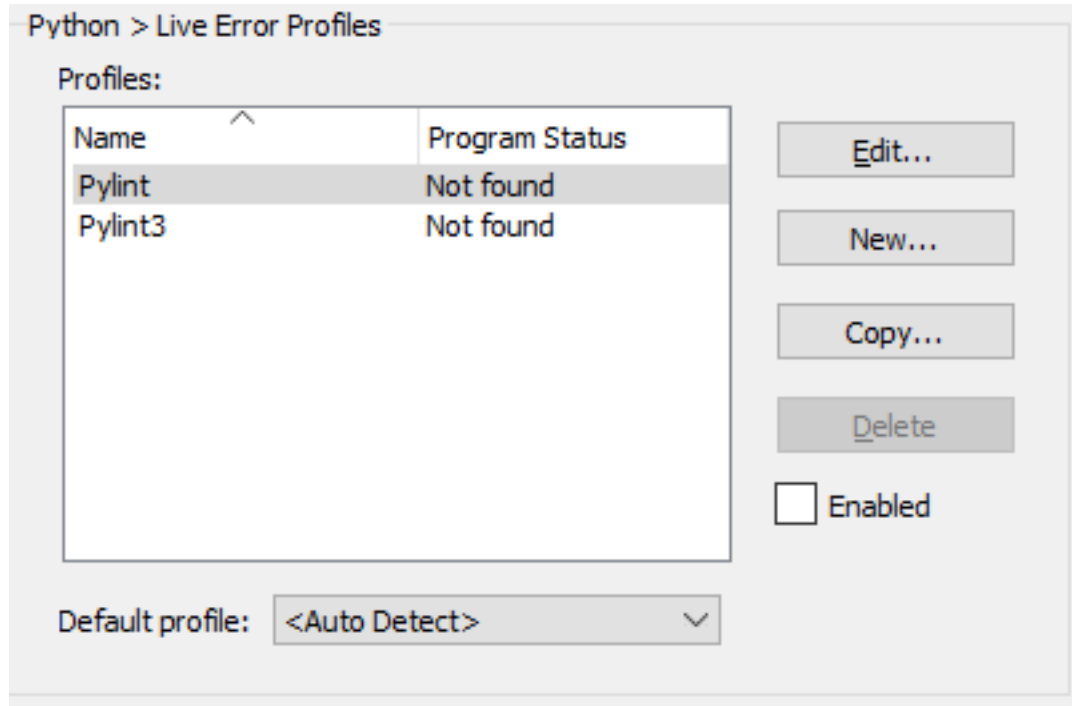 Python > Live Error Profiles
Profiles:
Name Program Status
Pylint Not found
Pylint3 Not found
Edit...
New...
Copy...
Delete
Enabled
Default profile: <Auto Detect>